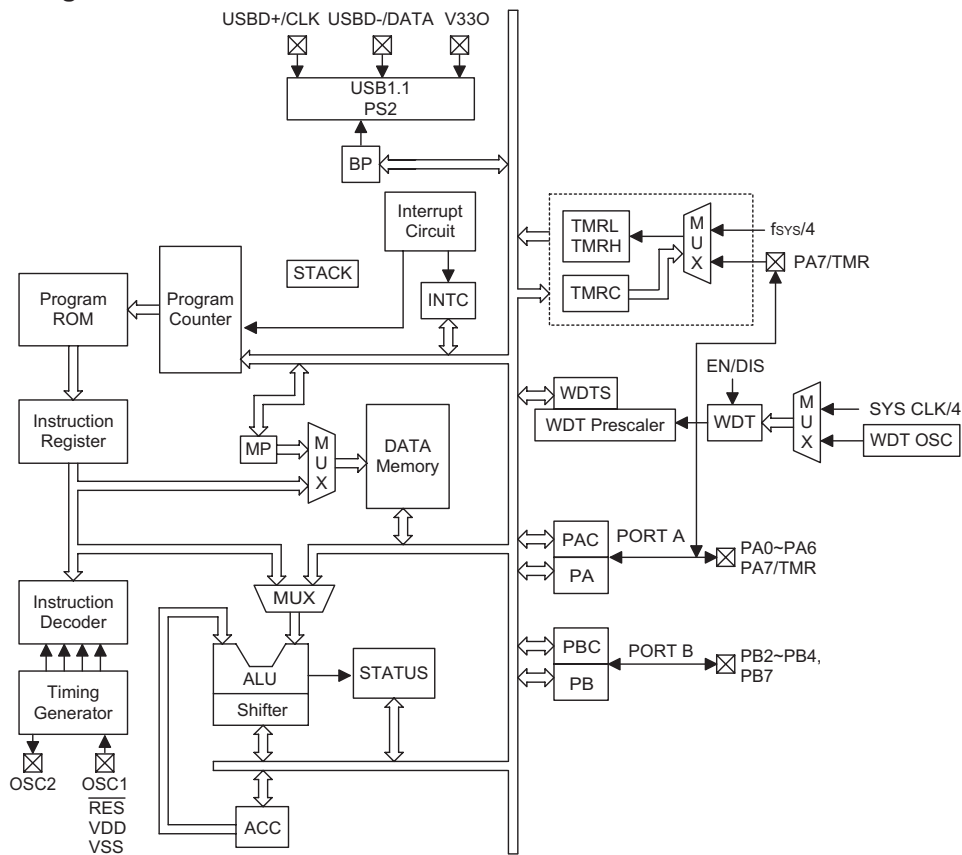 USBD+/CLK USBD-/DATA V33O
USB1.1
PS2
BP
Interrupt
Circuit
STACK
INTC
Program
ROM
Program
Counter
TMRL
TMRH
TMRC
M
U
X
fSYS/4
PA7/TMR
EN/DIS
WDTS
WDT Prescaler
WDT
M
U
X
SYS CLK/4
WDT OSC
Instruction
Register
MP
M
U
X
DATA
Memory
PAC
PA
PORT A
PA0~PA6
PA7/TMR
MUX
Instruction
Decoder
PBC
PB
PORT B
PB2~PB4,
PB7
ALU
Shifter
STATUS
Timing
Generator
OSC2
OSC1
RES
VDD
VSS
ACC